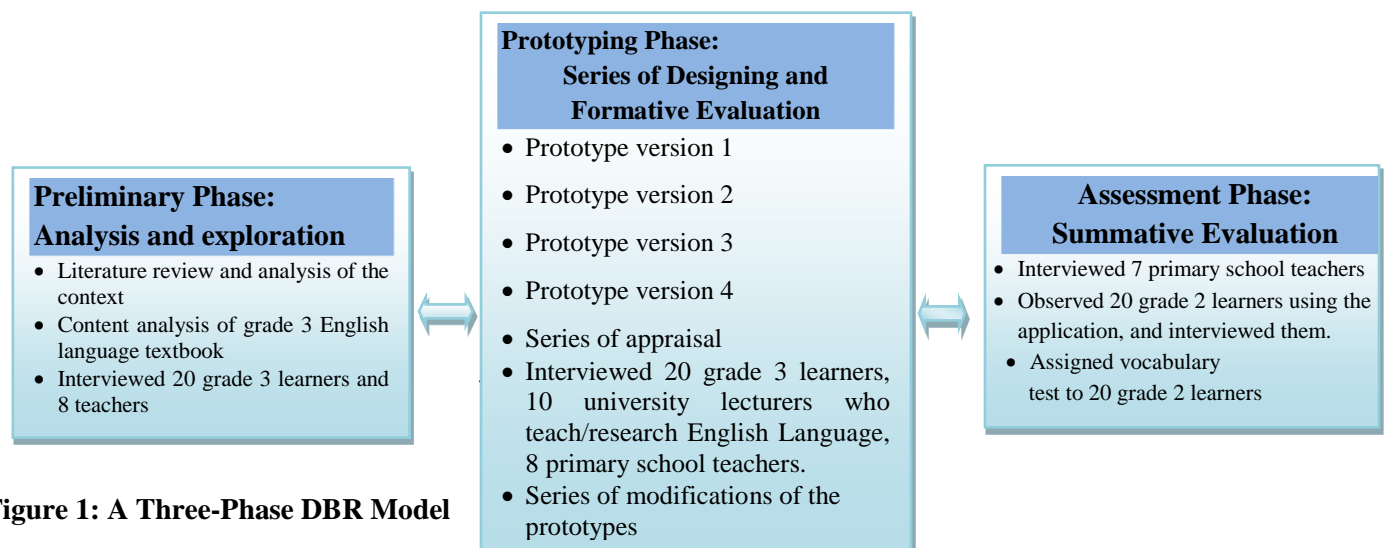 Preliminary Phase:
Analysis and exploration
• Literature review and analysis of the
context
• Content analysis of grade 3 English
language textbook
• Interviewed 20 grade 3 learners and
8 teachers
Prototyping Phase:
Series of Designing and
Formative Evaluation
• Prototype version 1
• Prototype version 2
• Prototype version 3
• Prototype version 4
• Series of appraisal
• Interviewed 20 grade 3 learners,
10 university lecturers who
teach/research English Language,
8 primary school teachers.
• Series of modifications of the
prototypes
Assessment Phase:
Summative Evaluation
• Interviewed 7 primary school teachers
• Observed 20 grade 2 learners using the
application, and interviewed them.
• Assigned vocabulary
test to 20 grade 2 learners
Figure 1: A Three-Phase DBR Model